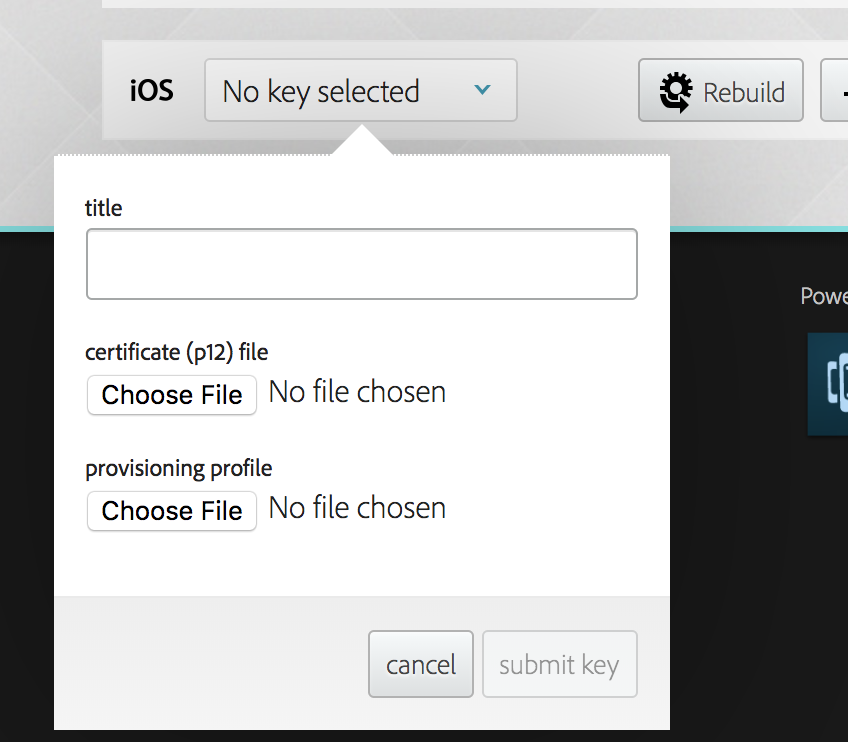 iOS No key selected Rebuild
title
certificate (p12) file
Choose File No file chosen
provisioning profile
Choose File No file chosen
cancel submit key
Powe